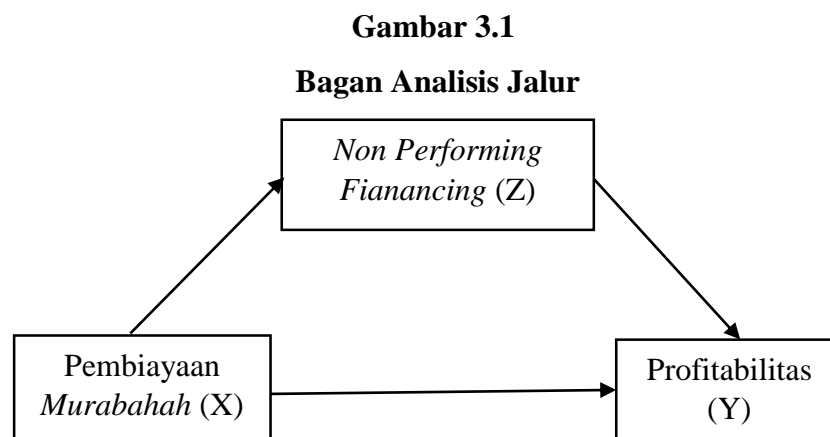 Gambar 3.1
Bagan Analisis Jalur
Non Performing
Fianancing (Z)
Pembiayaan
Murabahah (X)
Profitabilitas
(Y)